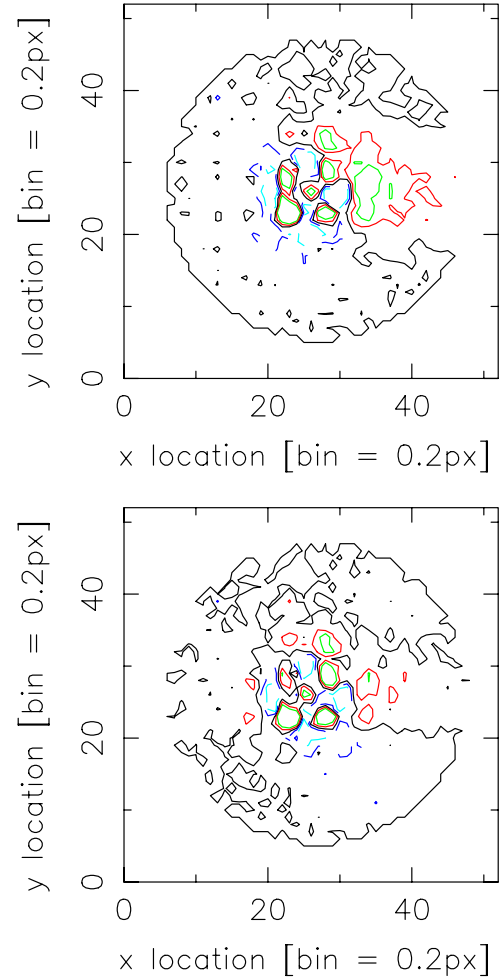 40
20
0
y location [bin = 0.2px]
0 20 40
x location [bin = 0.2px]
40
20
0
y location [bin = 0.2px]
0 20 40
x location [bin = 0.2px]